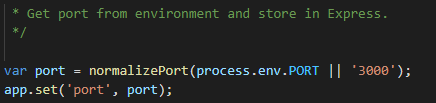 * Get port from environment and store in Express.
*/
var port = normalizePort(process.env.PORT || '3000');
app.set('port', port);